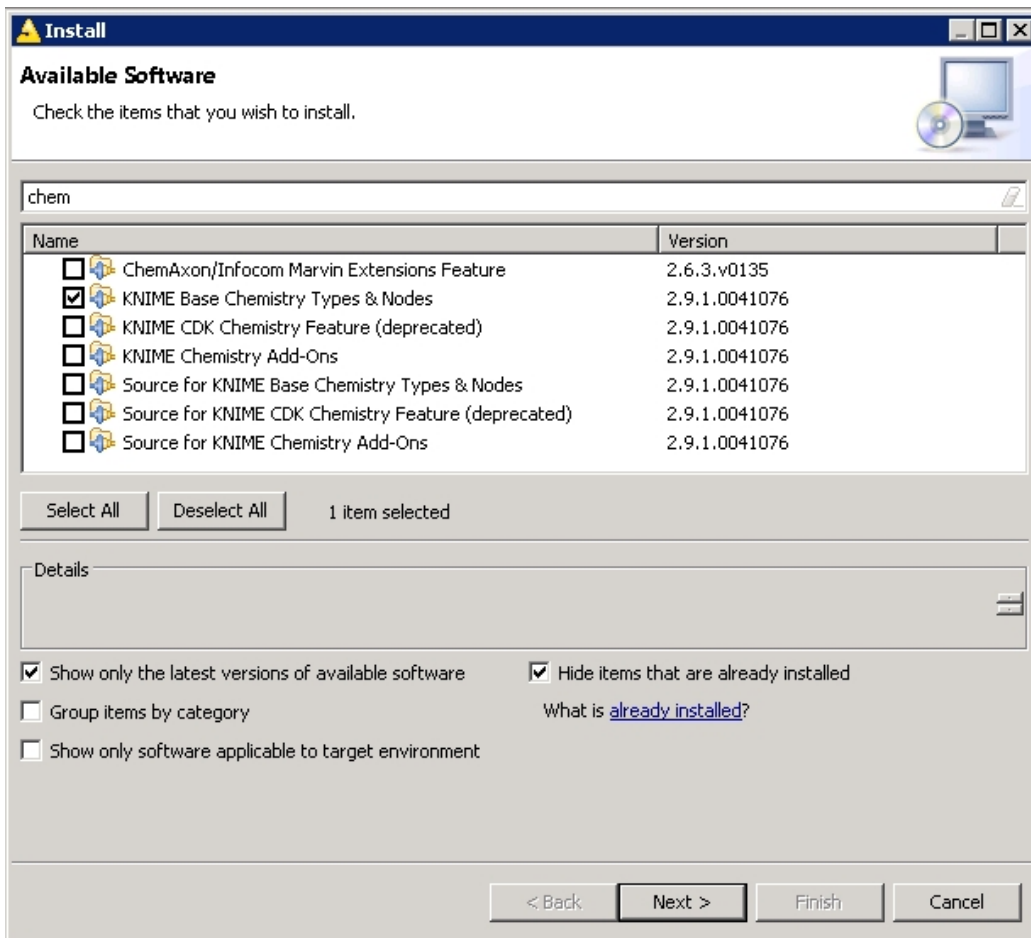 Install
Available Software
Check the items that you wish to install.
chem
Name Version
ChemAxon/Infocom Marvin Extensions Feature 2.6.3.v0135
KNIME Base Chemistry Types & Nodes 2.9.1.0041076
KNIME CDK Chemistry Feature (deprecated) 2.9.1.0041076
KNIME Chemistry Add-Ons 2.9.1.0041076
Source for KNIME Base Chemistry Types & Nodes 2.9.1.0041076
Source for KNIME CDK Chemistry Feature (deprecated) 2.9.1.0041076
Source for KNIME Chemistry Add-Ons 2.9.1.0041076
Select All Deselect All 1 item selected
Details
Show only the latest versions of available software Hide items that are already installed
Group items by category What is already installed?
Show only software applicable to target environment
< Back Next > Finish Cancel